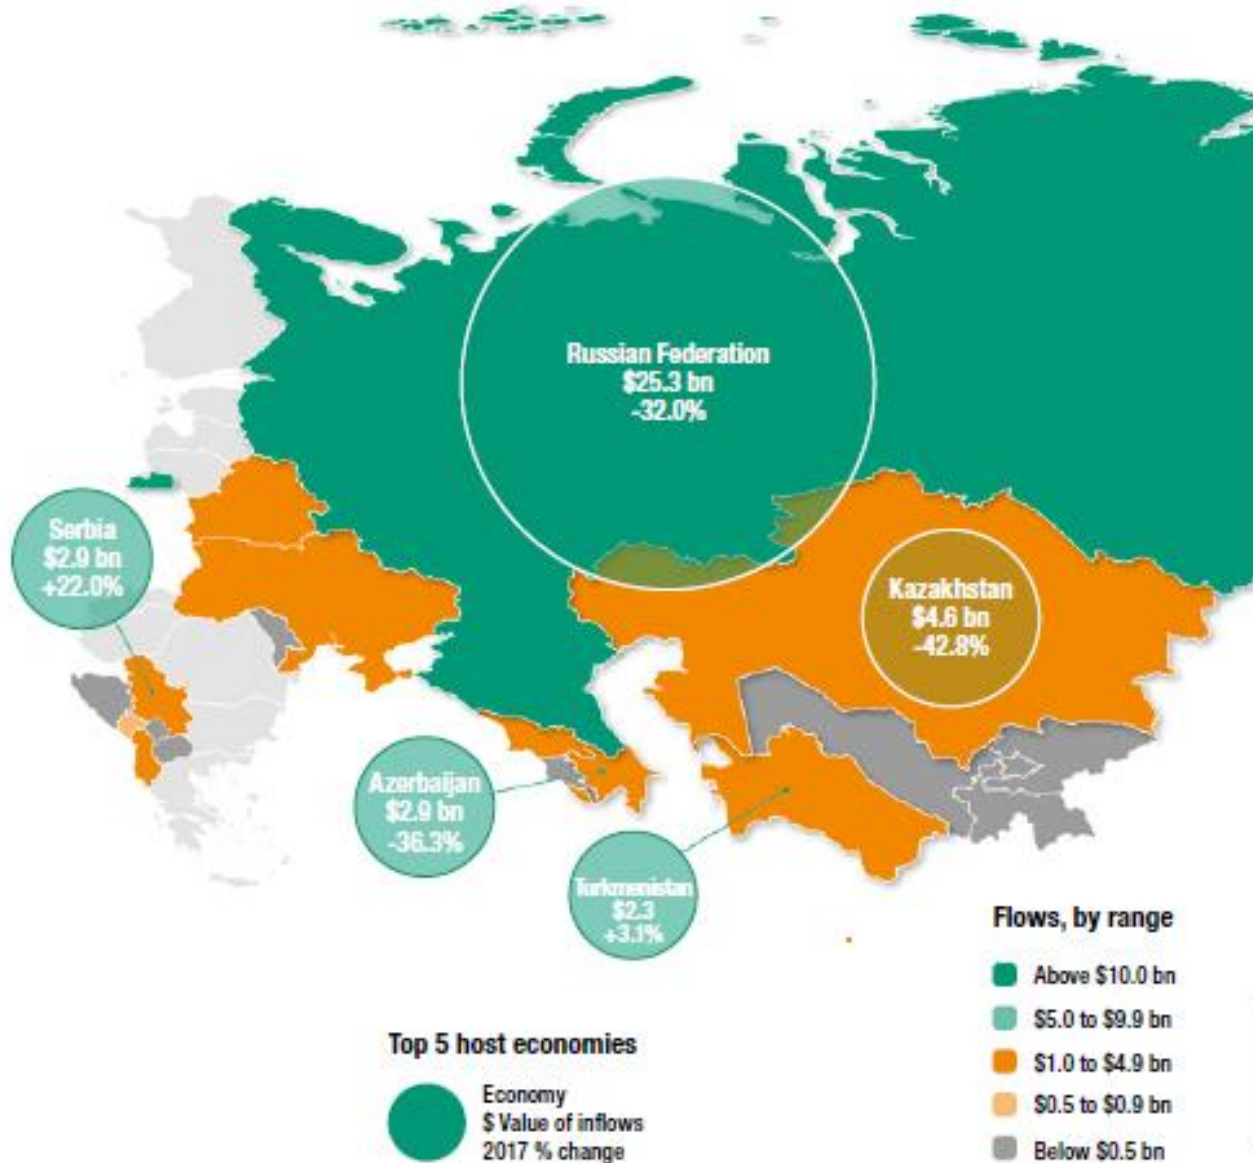 Russian Federation
$25.3 bn
-32.0%
Serbia
$2.9 bn
+22.0%
Kazakhstan
$4.6 bn
-42.8%
Azerbaijan
$2.9 bn
-36.3%
Turkmenistan
$2.3
+3.1%
Flows, by range
Above $10.0 bn
$5.0 to $9.9 bn
$1.0 to $4.9 bn
$0.5 to $0.9 bn
Below $0.5 bn
Top 5 host economies
Economy
$ Value of inflows
2017 % change